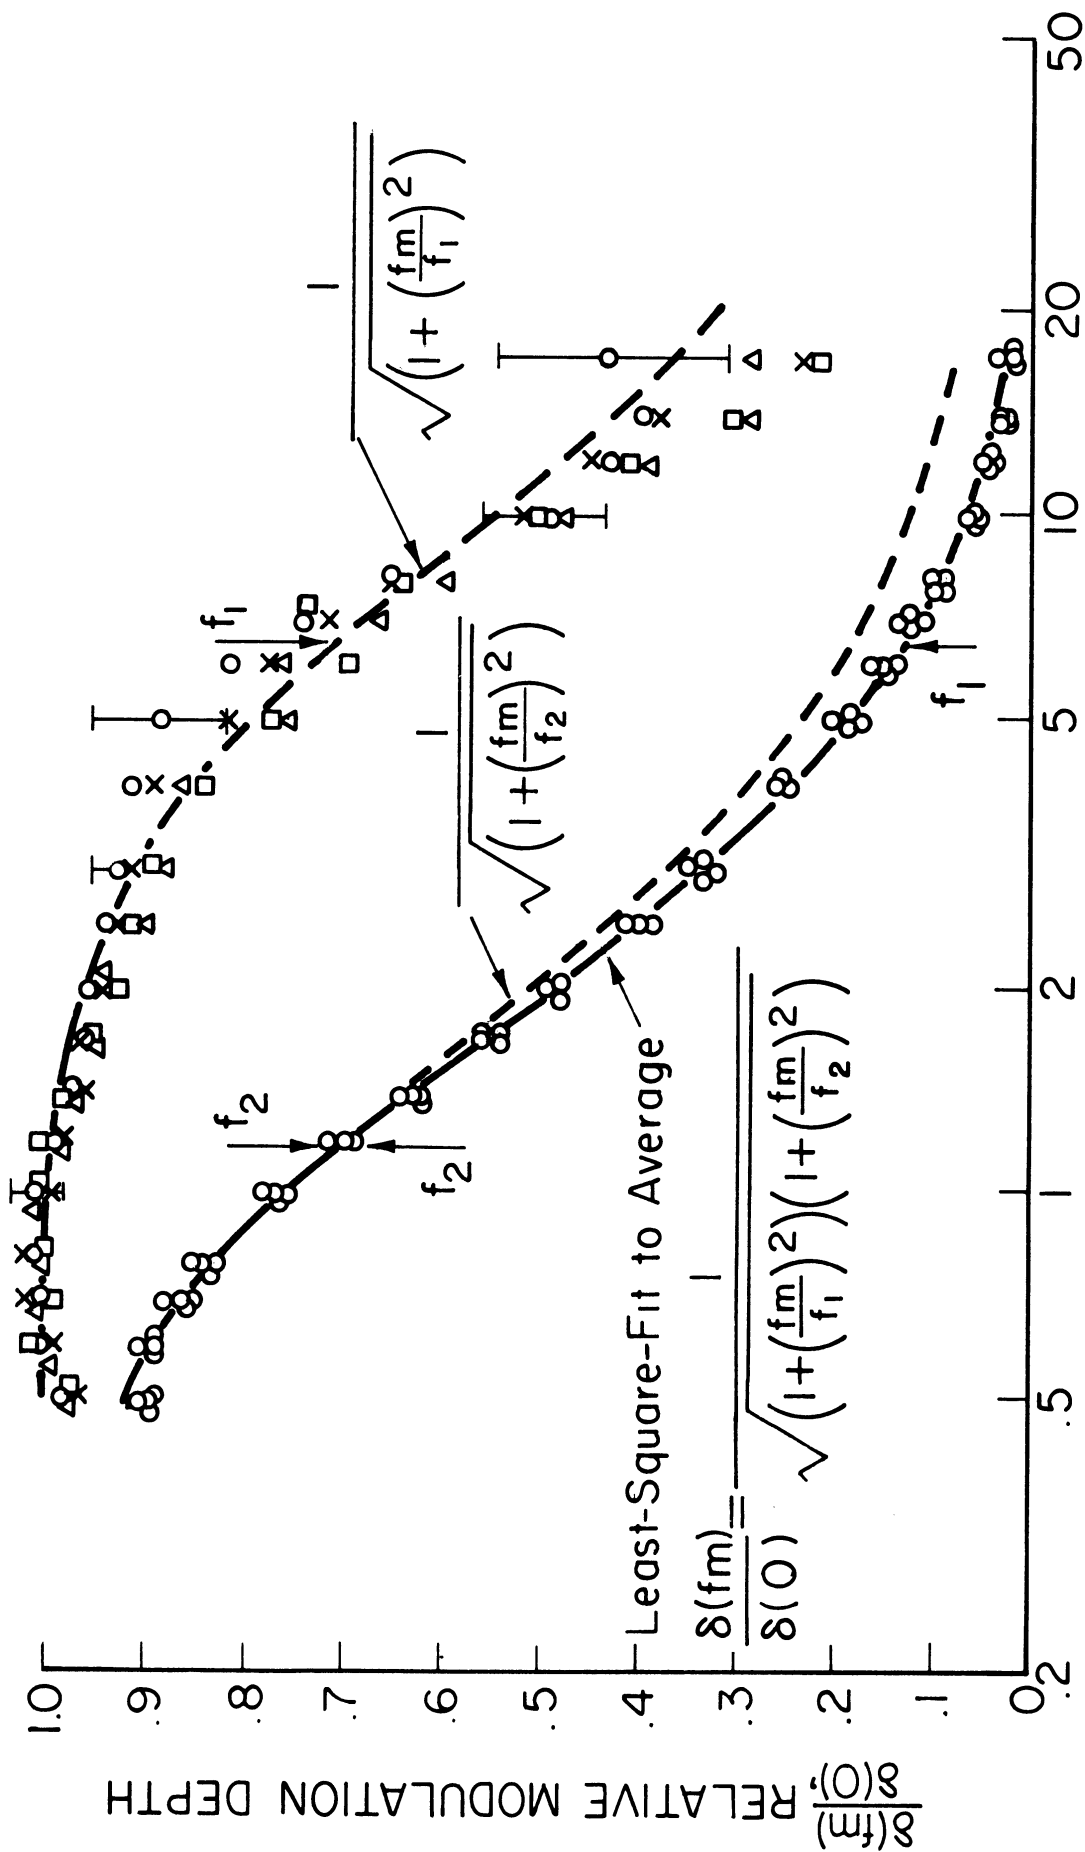 δ(fm)/δ(0), RELATIVE MODULATION DEPTH
1.0
.9
.8
.7
.6
.5
.4
.3
.2
.1
0
.2
.5
1
2
5
10
20
50
f₁
1/√(1+(fm/f₁)²)
f₂
f₂
1/√(1+(fm/f₂)²)
f₁
Least-Square-Fit to Average
δ(fm)/δ(0) = 1/√(1+(fm/f₁)²)(1+(fm/f₂)²)